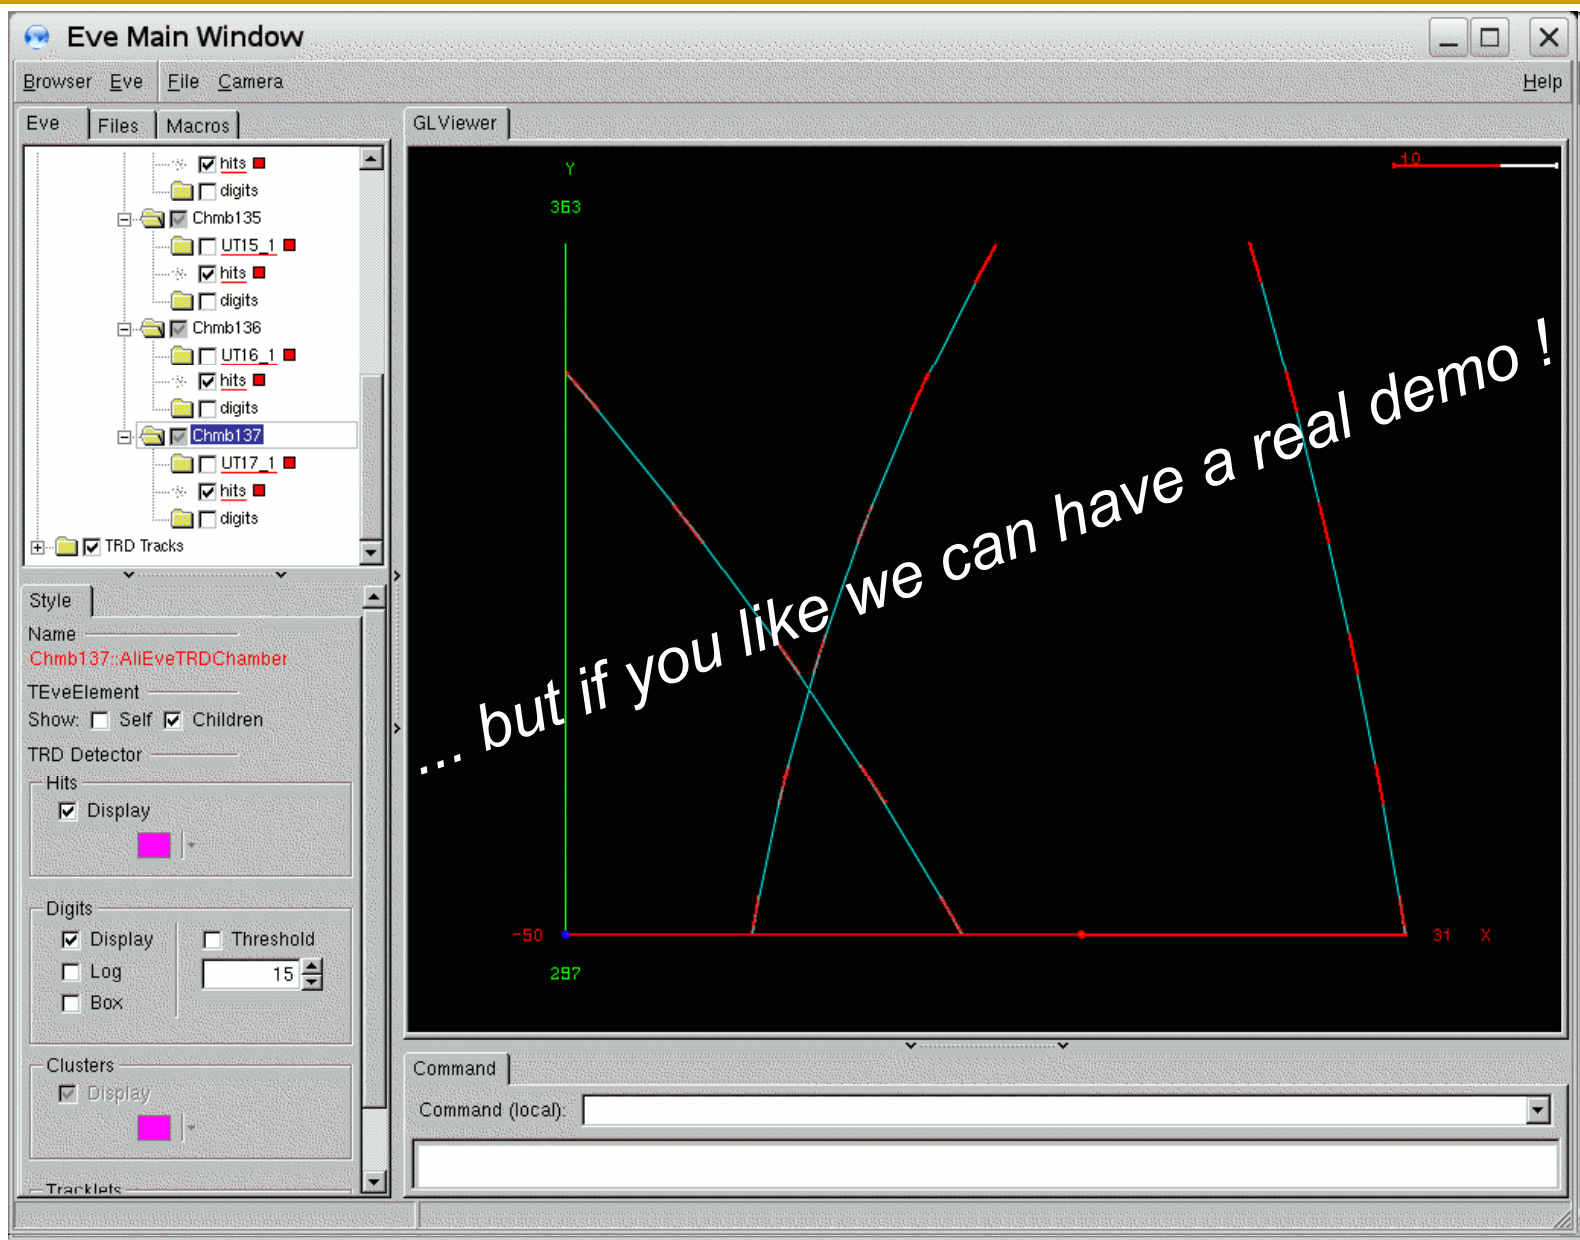 Eve Main Window
Browser Eve File Camera Help
Eve Files Macros
hits
digits
Chmb135
UT15_1
hits
digits
Chmb136
UT16_1
hits
digits
Chmb137
UT17_1
hits
digits
TRD Tracks
Style
Name
Chmb137::AliEveTRDChamber
TEveElement
Show: Self Children
TRD Detector
Hits
Display
Digits
Display Threshold
Log 15
Box
Clusters
Display
Tracklets
GLViewer
10
Y
363
... but if you like we can have a real demo !
-50 31 X
297
Command
Command (local):